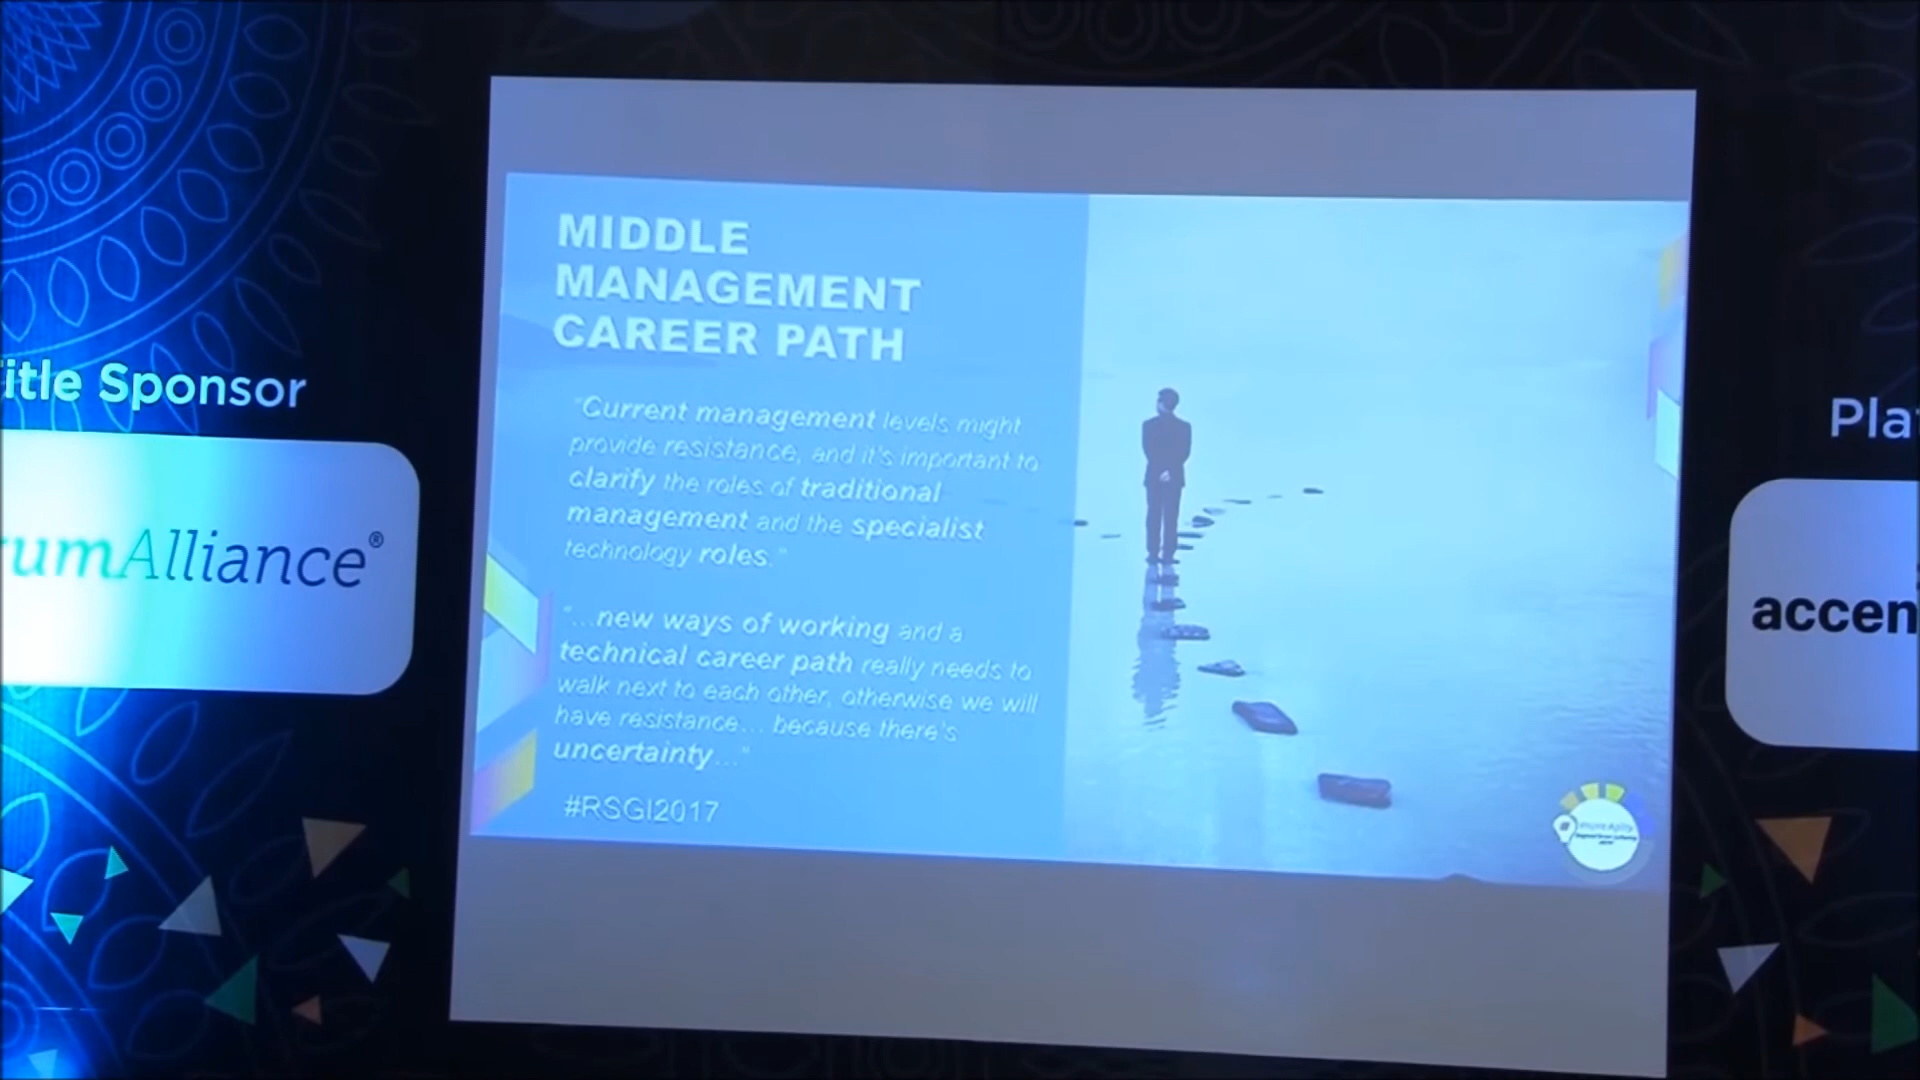 MIDDLE
MANAGEMENT
CAREER PATH
"Current management levels might
provide resistance, and it's important to
clarify the roles of traditional
management and the specialist
technology roles."
"...new ways of working and a
technical career path really needs to
walk next to each other, otherwise we will
have resistance... because there's
uncertainty..."
#RSGI2017
itle Sponsor
rumAlliance®
Pla
accen